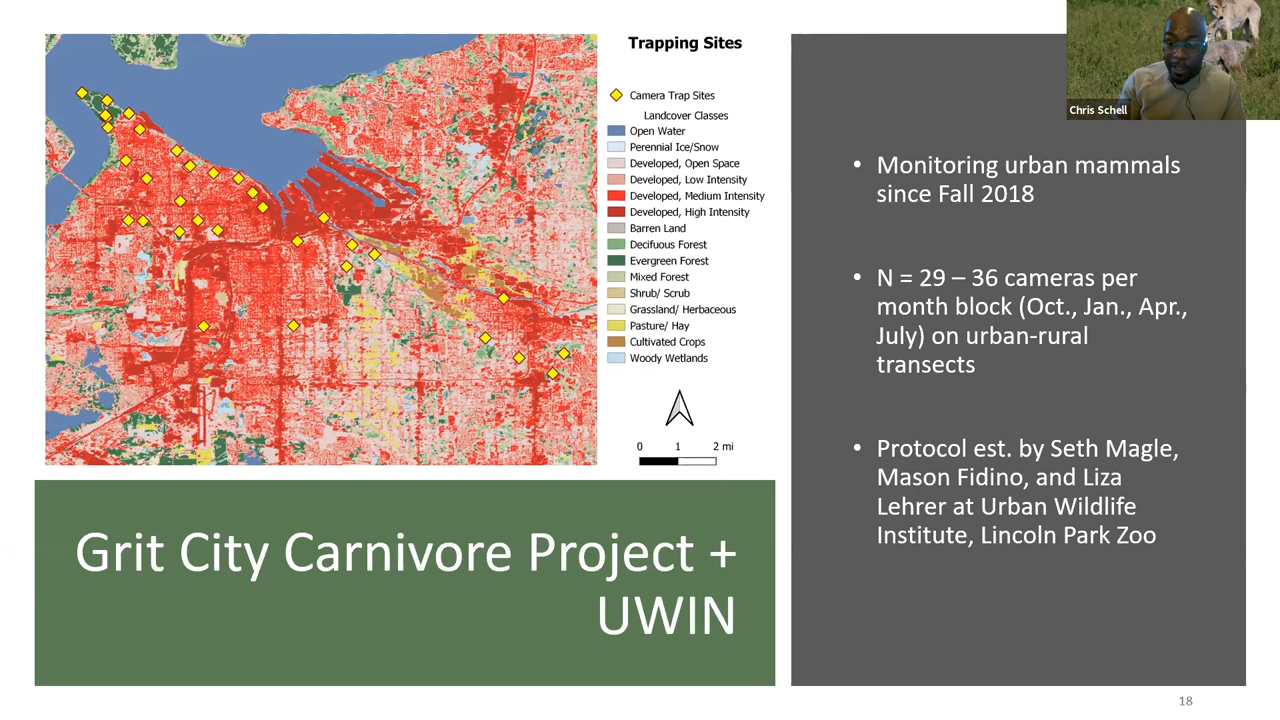 Trapping Sites
Camera Trap Sites
Landcover Classes
Open Water
Perennial Ice/Snow
Developed, Open Space
Developed, Low Intensity
Developed, Medium Intensity
Developed, High Intensity
Barren Land
Decifuous Forest
Evergreen Forest
Mixed Forest
Shrub/ Scrub
Grassland/ Herbaceous
Pasture/ Hay
Cultivated Crops
Woody Wetlands
0 1 2 mi
Grit City Carnivore Project +
UWIN
Chris Schell
• Monitoring urban mammals
since Fall 2018
• N = 29 – 36 cameras per
month block (Oct., Jan., Apr.,
July) on urban-rural
transects
• Protocol est. by Seth Magle,
Mason Fidino, and Liza
Lehrer at Urban Wildlife
Institute, Lincoln Park Zoo
18